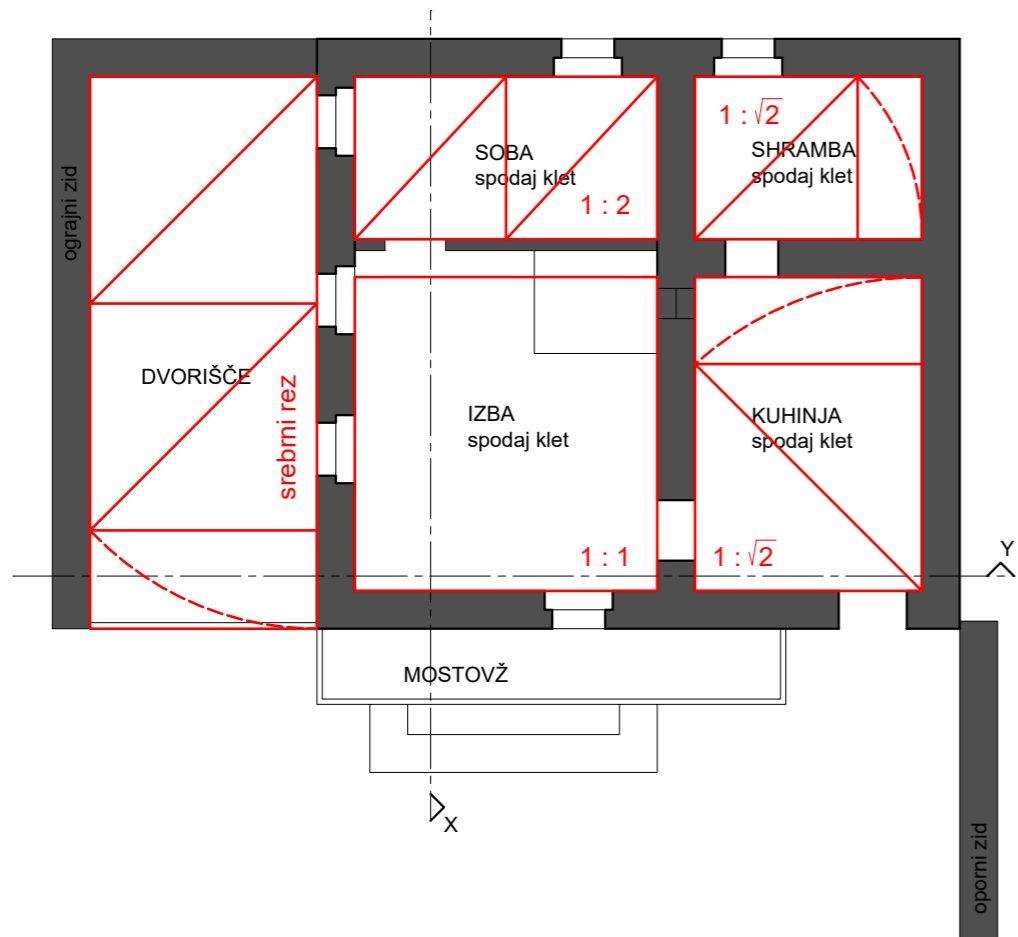 ograjni zid
SOBA
spodaj klet
1 : 2
1 : √2
SHRAMBA
spodaj klet
DVORIŠČE
srebrni rez
IZBA
spodaj klet
1 : 1
KUHINJA
spodaj klet
1 : √2
Y
MOSTOVŽ
X
oporni zid